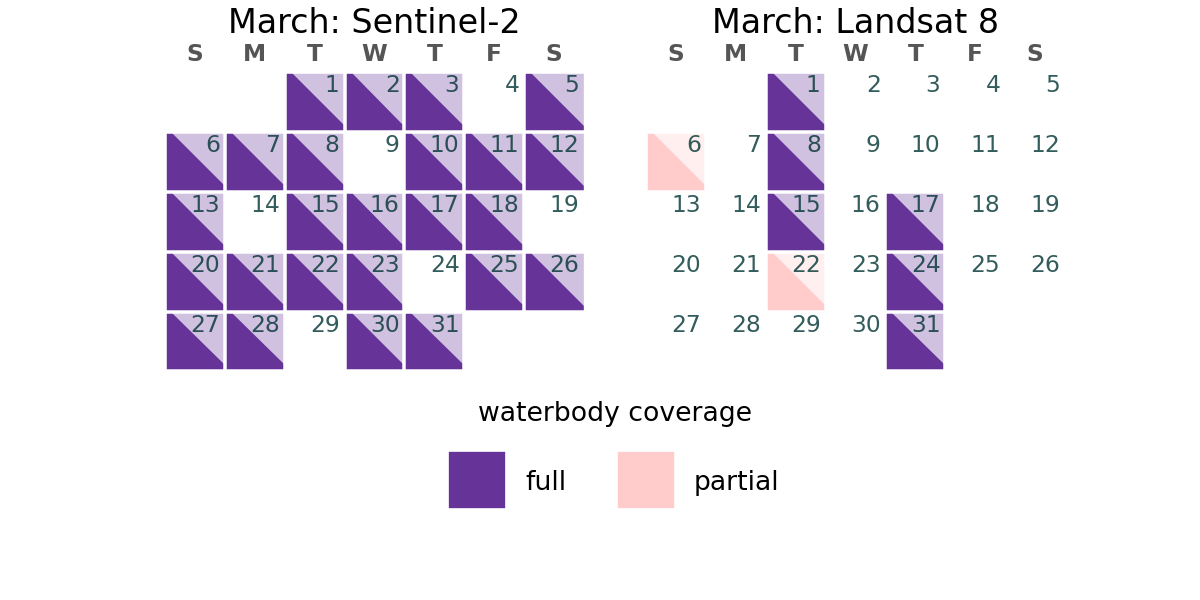 March: Sentinel-2
S M T W T F S
1 2 3 4 5
6 7 8 9 10 11 12
13 14 15 16 17 18 19
20 21 22 23 24 25 26
27 28 29 30 31
March: Landsat 8
S M T W T F S
1 2 3 4 5
6 7 8 9 10 11 12
13 14 15 16 17 18 19
20 21 22 23 24 25 26
27 28 29 30 31
waterbody coverage
full
partial